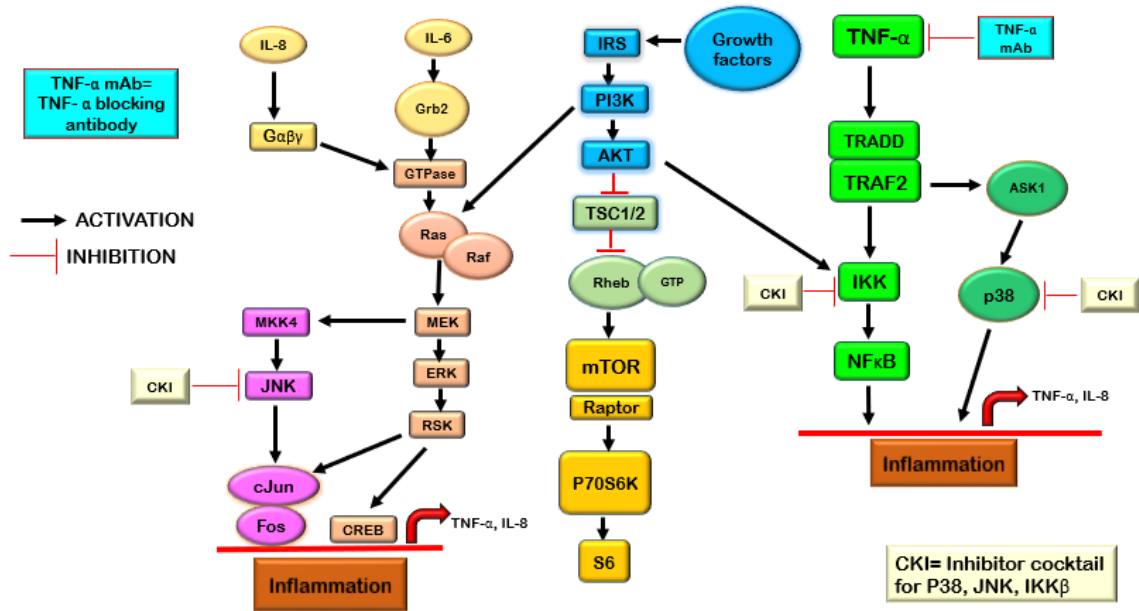 IL-8
IL-6
IRS
Growth
factors
TNF-α
TNF-α
mAb
TNF-α mAb=
TNF- α blocking
antibody
Grb2
PI3K
Gαβγ
TRADD
GTPase
AKT
TRAF2
ASK1
ACTIVATION
TSC1/2
Ras
Raf
INHIBITION
Rheb
GTP
CKI
IKK
p38
CKI
MKK4
MEK
mTOR
NFκB
CKI
JNK
ERK
Raptor
TNF-α, IL-8
RSK
Inflammation
cJun
P70S6K
Fos
CREB
TNF-α, IL-8
S6
Inflammation
CKI= Inhibitor cocktail
for P38, JNK, IKKβ